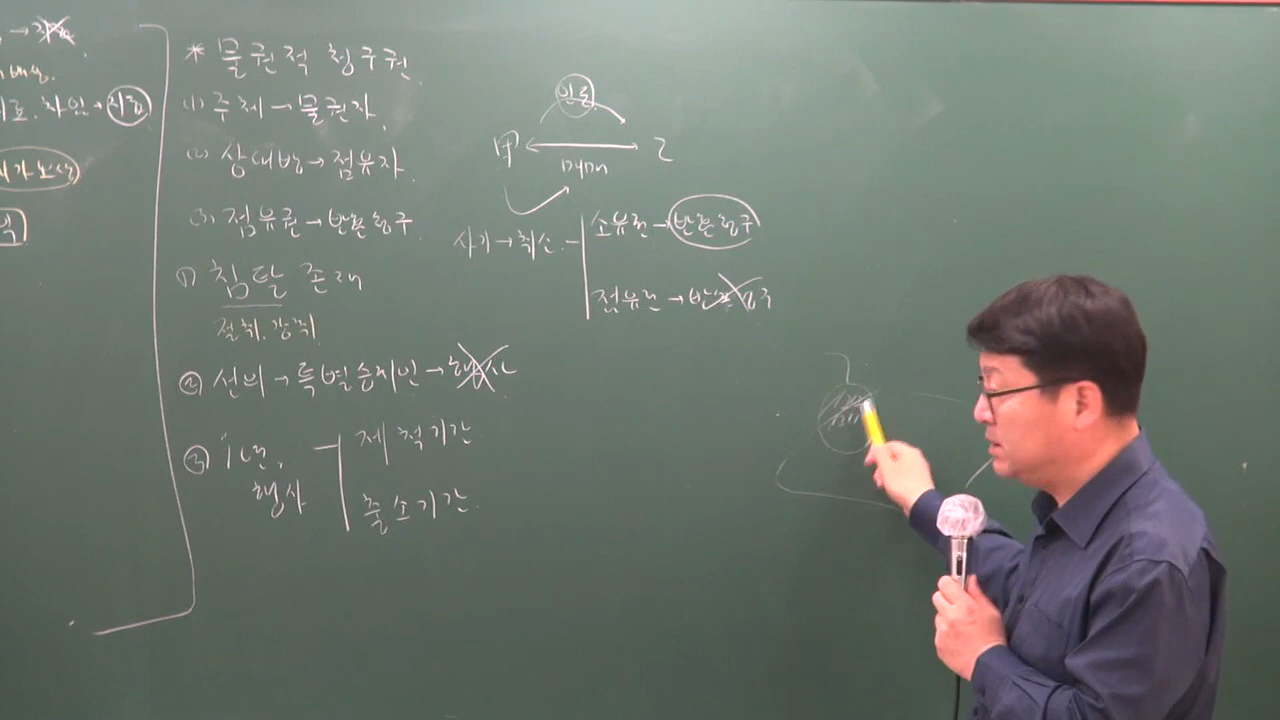 * 물권적 청구권
(1) 주체→물권자.
(2) 상대방→점유자.
(3) 점유권→반환청구.
① 침탈 존재
절취, 강취
② 선의→특별승계인→행사
③ 1년.
행사
제척기간
출소기간.
인도
甲 ↔ 乙
매매
사기→취소.
소유권→반환청구
점유권→반환청구